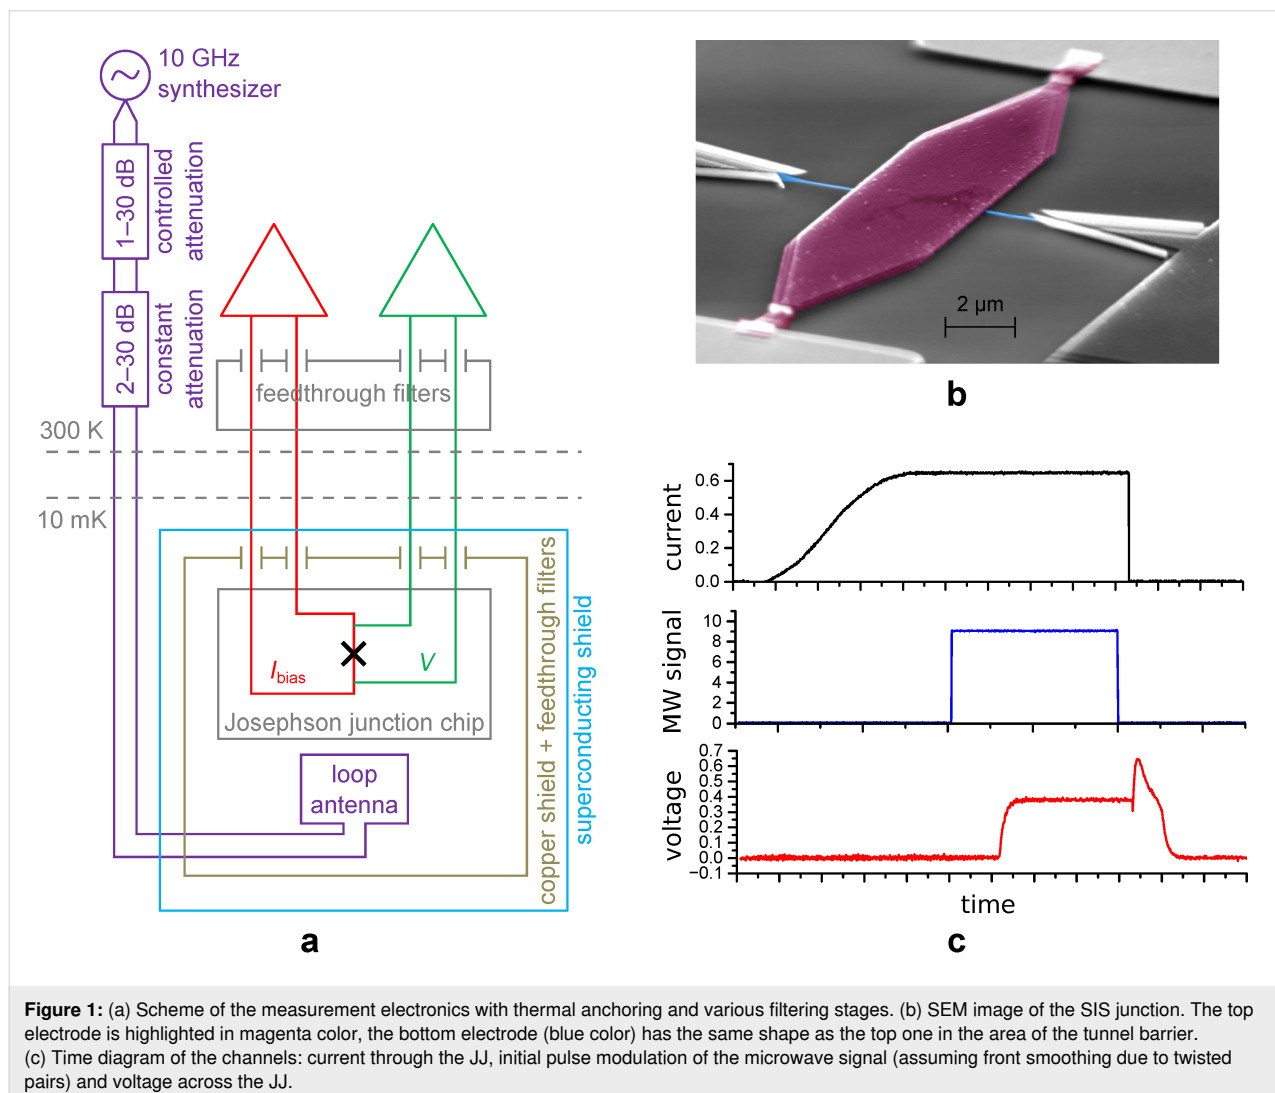 10 GHz
synthesizer
1–30 dB
controlled
attenuation
2–30 dB
constant
attenuation
feedthrough filters
300 K
10 mK
Ibias
V
Josephson junction chip
loop
antenna
copper shield + feedthrough filters
superconducting shield
a
2 µm
b
current
0.6
0.4
0.2
0.0
MW signal
10
8
6
4
2
0
voltage
0.7
0.6
0.5
0.4
0.3
0.2
0.1
0.0
−0.1
time
c
Figure 1: (a) Scheme of the measurement electronics with thermal anchoring and various filtering stages. (b) SEM image of the SIS junction. The top
electrode is highlighted in magenta color, the bottom electrode (blue color) has the same shape as the top one in the area of the tunnel barrier.
(c) Time diagram of the channels: current through the JJ, initial pulse modulation of the microwave signal (assuming front smoothing due to twisted
pairs) and voltage across the JJ.